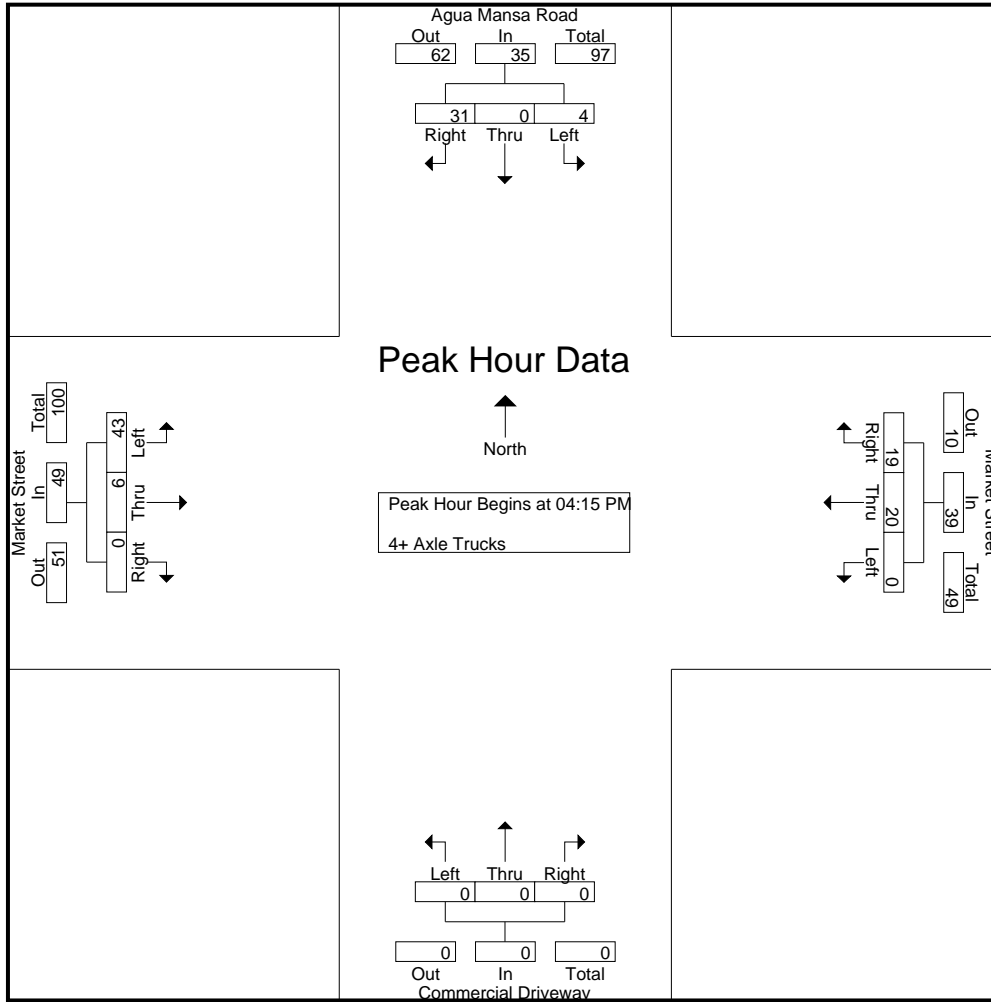 Agua Mansa Road
Out In Total
62 35 97
31 0 4
Right Thru Left
Peak Hour Data
North
Peak Hour Begins at 04:15 PM
4+ Axle Trucks
Market Street
Out In Total
51 49 100
Left Thru Right
43 6 0
Market Street
Out In Total
10 39 49
Right Thru Left
19 20 0
Left Thru Right
0 0 0
0 0 0
Out In Total
Commercial Driveway